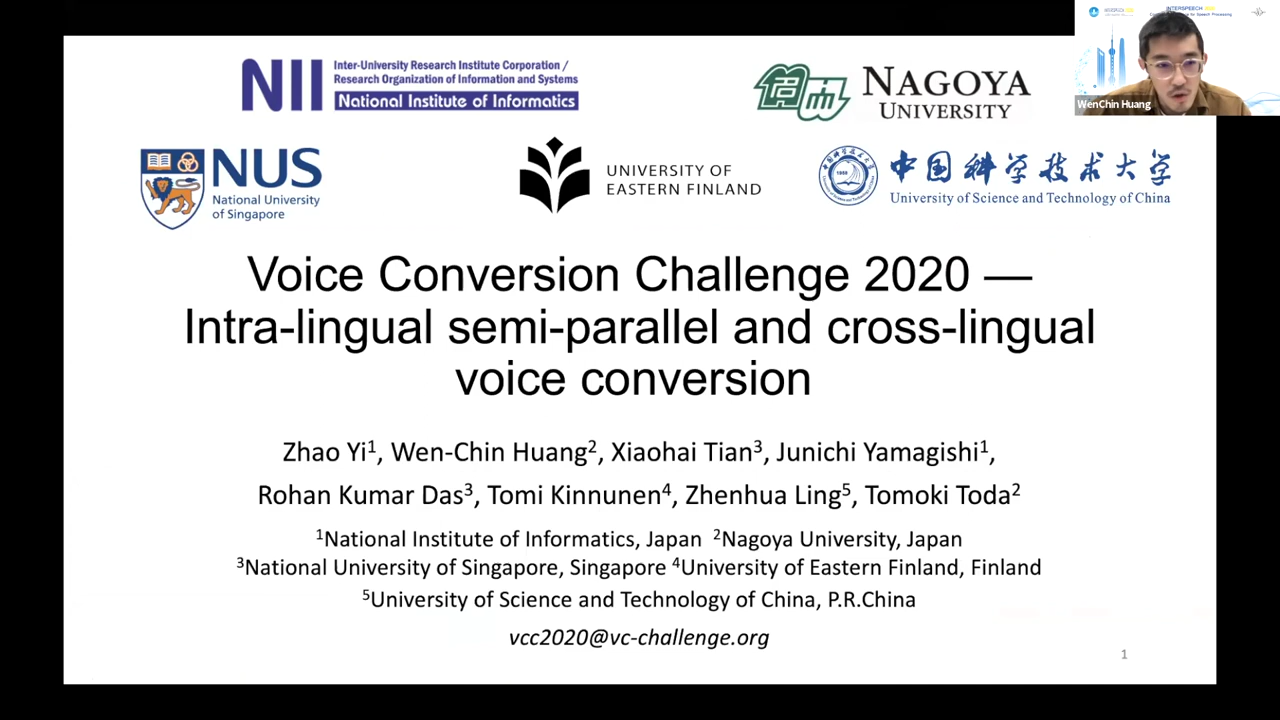 NII
Inter-University Research Institute Corporation /
Research Organization of Information and Systems
National Institute of Informatics
NAGOYA
UNIVERSITY
INTERSPEECH
WenChin Huang
NUS
National University
of Singapore
UNIVERSITY OF
EASTERN FINLAND
1958
中国科学技术大学
University of Science and Technology of China
Voice Conversion Challenge 2020 —
Intra-lingual semi-parallel and cross-lingual
voice conversion
Zhao Yi¹, Wen-Chin Huang², Xiaohai Tian³, Junichi Yamagishi¹,
Rohan Kumar Das³, Tomi Kinnunen⁴, Zhenhua Ling⁵, Tomoki Toda²
¹National Institute of Informatics, Japan ²Nagoya University, Japan
³National University of Singapore, Singapore ⁴University of Eastern Finland, Finland
⁵University of Science and Technology of China, P.R.China
vcc2020@vc-challenge.org
1